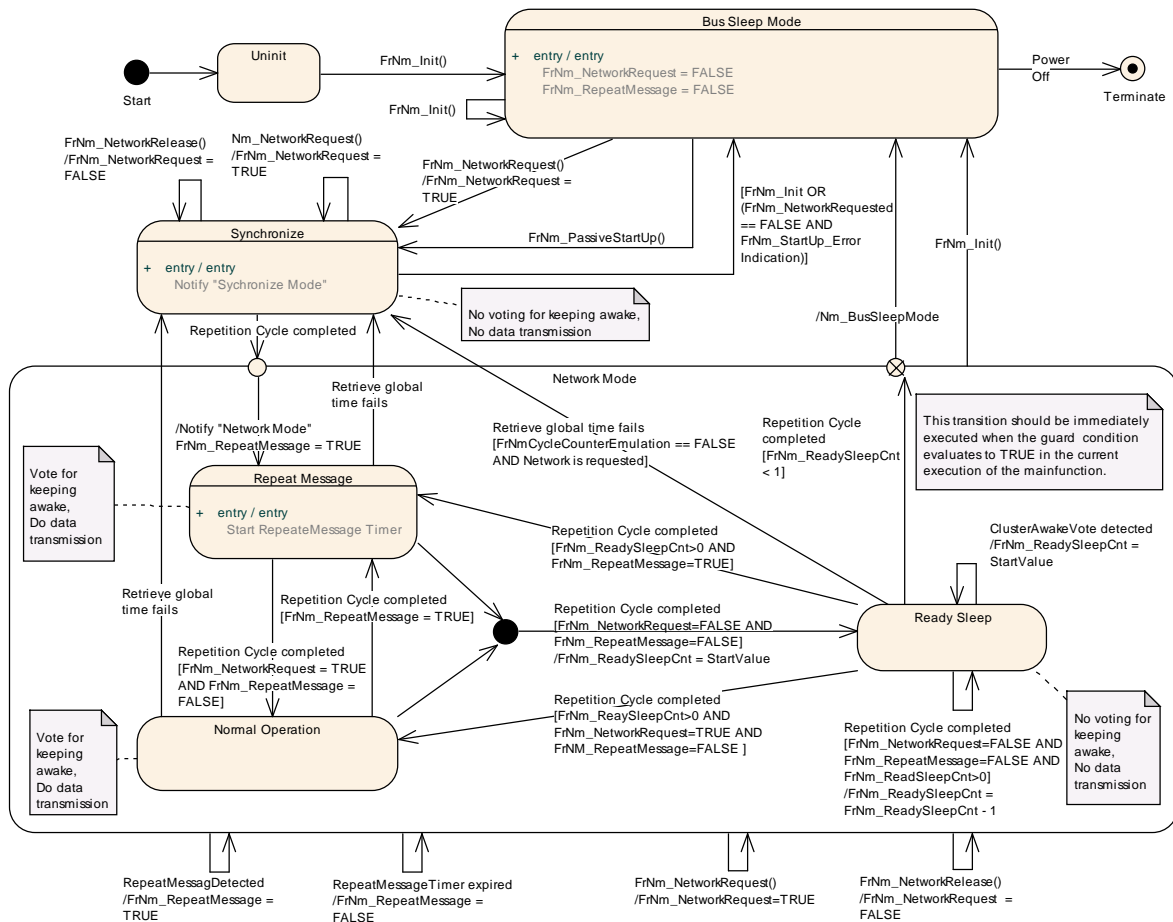 Bus Sleep Mode
+ entry / entry
FrNm_NetworkRequest = FALSE
FrNm_RepeatMessage = FALSE
Uninit
Start
FrNm_Init()
FrNm_Init()
Power
Off
Terminate
FrNm_NetworkRelease()
/FrNm_NetworkRequest =
FALSE
Nm_NetworkRequest()
/FrNm_NetworkRequest =
TRUE
FrNm_NetworkRequest()
/FrNm_NetworkRequest =
TRUE
[FrNm_Init OR
(FrNm_NetworkRequested
== FALSE AND
FrNm_StartUp_Error
Indication)]
FrNm_PassiveStartUp()
FrNm_Init()
Synchronize
+ entry / entry
Notify "Sychronize Mode"
No voting for keeping awake,
No data transmission
/Nm_BusSleepMode
Repetition Cycle completed
Network Mode
Retrieve global
time fails
/Notify "Network Mode"
FrNm_RepeatMessage = TRUE
Retrieve global time fails
[FrNmCycleCounterEmulation == FALSE
AND Network is requested]
Repetition Cycle
completed
[FrNm_ReadySleepCnt
< 1]
This transition should be immediately
executed when the guard condition
evaluates to TRUE in the current
execution of the mainfunction.
Vote for
keeping
awake,
Do data
transmission
Repeat Message
+ entry / entry
Start RepeateMessage Timer
Repetition Cycle completed
[FrNm_ReadySleepCnt>0 AND
FrNm_RepeatMessage=TRUE]
ClusterAwakeVote detected
/FrNm_ReadySleepCnt =
StartValue
Retrieve global
time fails
Repetition Cycle completed
[FrNm_RepeatMessage = TRUE]
Repetition Cycle completed
[FrNm_NetworkRequest=FALSE AND
FrNm_RepeatMessage=FALSE]
/FrNm_ReadySleepCnt = StartValue
Ready Sleep
Repetition Cycle completed
[FrNm_NetworkRequest = TRUE
AND FrNm_RepeatMessage =
FALSE]
Repetition Cycle completed
[FrNm_ReaySleepCnt>0 AND
FrNm_NetworkRequest=TRUE AND
FrNM_RepeatMessage=FALSE ]
Vote for
keeping
awake,
Do data
transmission
Normal Operation
Repetition Cycle completed
[FrNm_NetworkRequest=FALSE AND
FrNm_RepeatMessage=FALSE AND
FrNm_ReadSleepCnt>0]
/FrNm_ReadySleepCnt =
FrNm_ReadySleepCnt - 1
No voting for
keeping
awake,
No data
transmission
RepeatMessagDetected
/FrNm_RepeatMessage =
TRUE
RepeatMessageTimer expired
/FrNm_RepeatMessage =
FALSE
FrNm_NetworkRequest()
/FrNm_NetworkRequest=TRUE
FrNm_NetworkRelease()
/FrNm_NetworkRequest =
FALSE